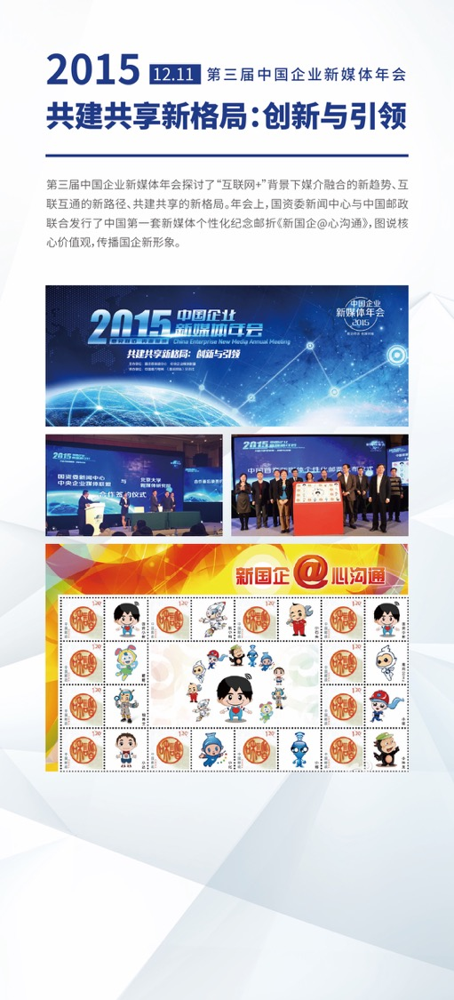 2015 12.11 第三届中国企业新媒体年会
共建共享新格局：创新与引领
第三届中国企业新媒体年会探讨了“互联网+”背景下媒介融合的新趋势、互
联互通的新路径、共建共享的新格局。年会上，国资委新闻中心与中国邮政
联合发行了中国第一套新媒体个性化纪念邮折《新国企@心沟通》，图说核
心价值观，传播国企新形象。
2015 中国企业
新媒体年会
China Enterprise New Media Annual Meeting
共建共享新格局：创新与引领
中国企业
新媒体年会
2015
国资委新闻中心
中央企业媒体联盟
与
北京大学
新媒体研究院
合作签约仪式
新国企@心沟通